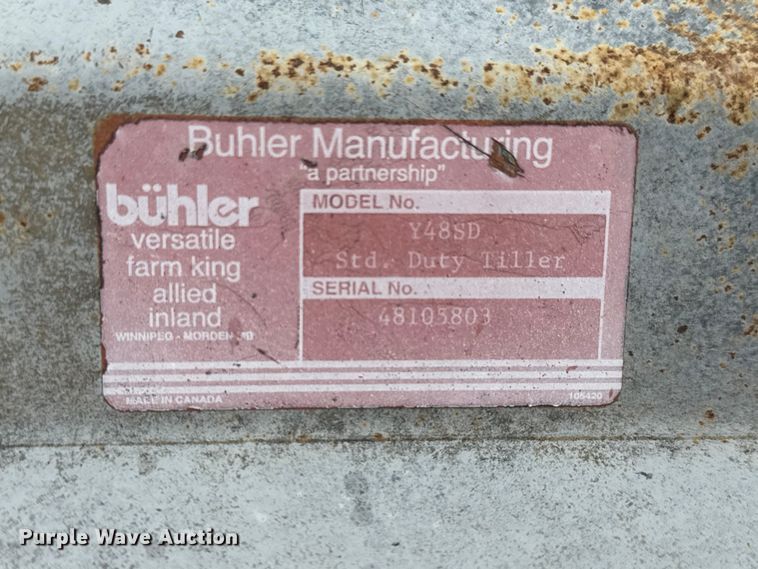 Buhler Manufacturing
"a partnership"
bühler
versatile
farm king
allied
inland
WINNIPEG - MORDEN
MODEL No.
Y48SD
Std. Duty Tiller
SERIAL No.
48105803
MADE IN CANADA
105420
Purple Wave Auction